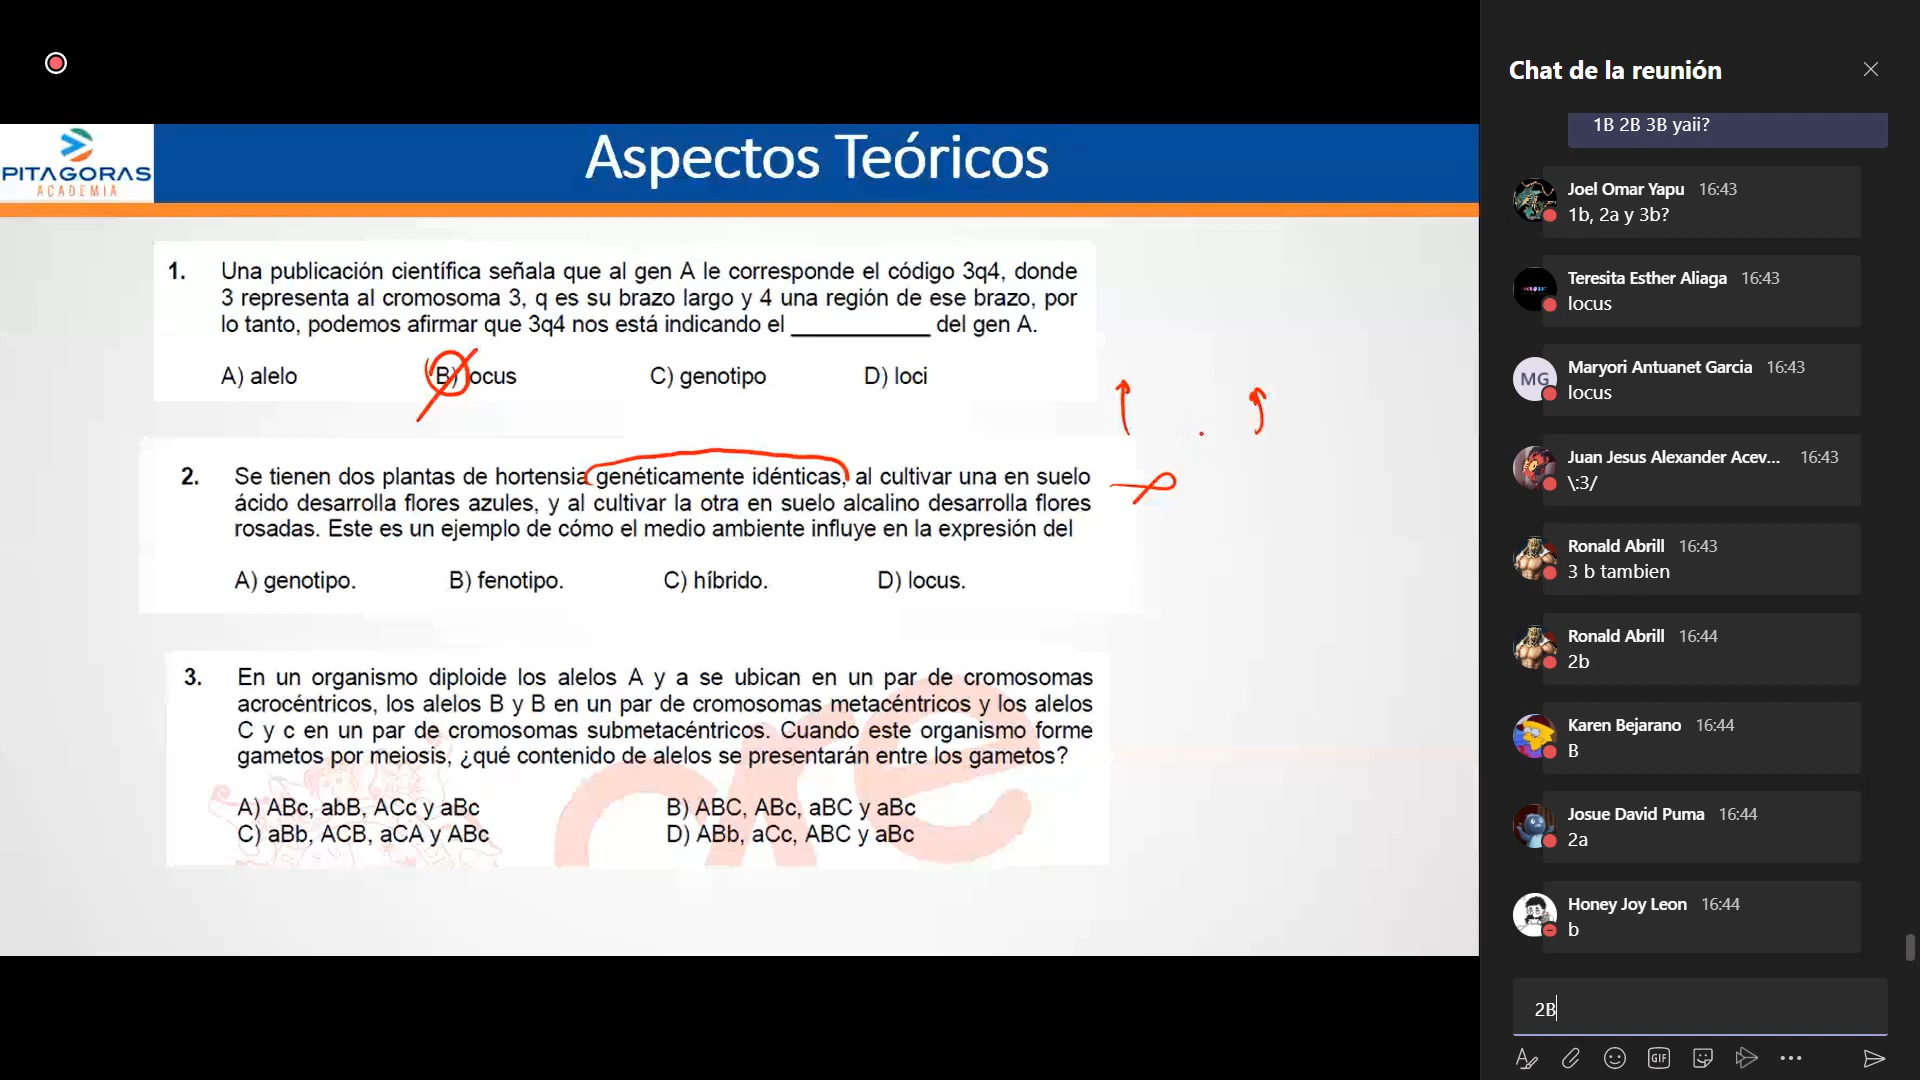 PITAGORAS
ACADEMIA
Aspectos Teóricos
1. Una publicación científica señala que al gen A le corresponde el código 3q4, donde
3 representa al cromosoma 3, q es su brazo largo y 4 una región de ese brazo, por
lo tanto, podemos afirmar que 3q4 nos está indicando el ____________ del gen A.
A) alelo B) locus C) genotipo D) loci
2. Se tienen dos plantas de hortensia genéticamente idénticas, al cultivar una en suelo
ácido desarrolla flores azules, y al cultivar la otra en suelo alcalino desarrolla flores
rosadas. Este es un ejemplo de cómo el medio ambiente influye en la expresión del
A) genotipo. B) fenotipo. C) híbrido. D) locus.
3. En un organismo diploide los alelos A y a se ubican en un par de cromosomas
acrocéntricos, los alelos B y B en un par de cromosomas metacéntricos y los alelos
C y c en un par de cromosomas submetacéntricos. Cuando este organismo forme
gametos por meiosis, ¿qué contenido de alelos se presentarán entre los gametos?
A) ABc, abB, ACc y aBc B) ABC, ABc, aBC y aBc
C) aBb, ACB, aCA y ABc D) ABb, aCc, ABC y aBc
Chat de la reunión
1B 2B 3B yaii?
Joel Omar Yapu 16:43
1b, 2a y 3b?
Teresita Esther Aliaga 16:43
locus
MG
Maryori Antuanet Garcia 16:43
locus
Juan Jesus Alexander Acev... 16:43
\:3/
Ronald Abrill 16:43
3 b tambien
Ronald Abrill 16:44
2b
Karen Bejarano 16:44
B
Josue David Puma 16:44
2a
Honey Joy Leon 16:44
b
2B
GIF